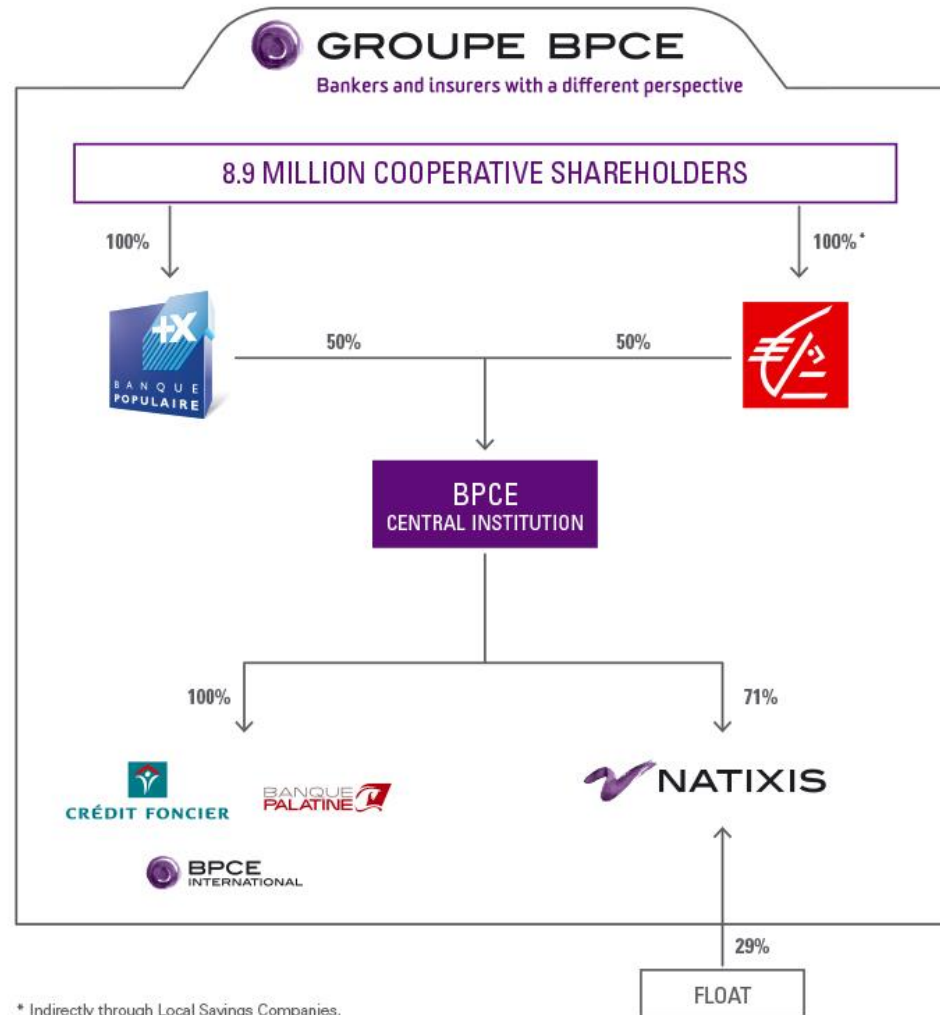 GROUPE BPCE
Bankers and insurers with a different perspective
8.9 MILLION COOPERATIVE SHAREHOLDERS
100%
100%*
+X
BANQUE
POPULAIRE
50%
50%
BPCE
CENTRAL INSTITUTION
100%
71%
CRÉDIT FONCIER
BANQUE
PALATINE
NATIXIS
BPCE
INTERNATIONAL
29%
FLOAT
* Indirectly through Local Savings Companies.